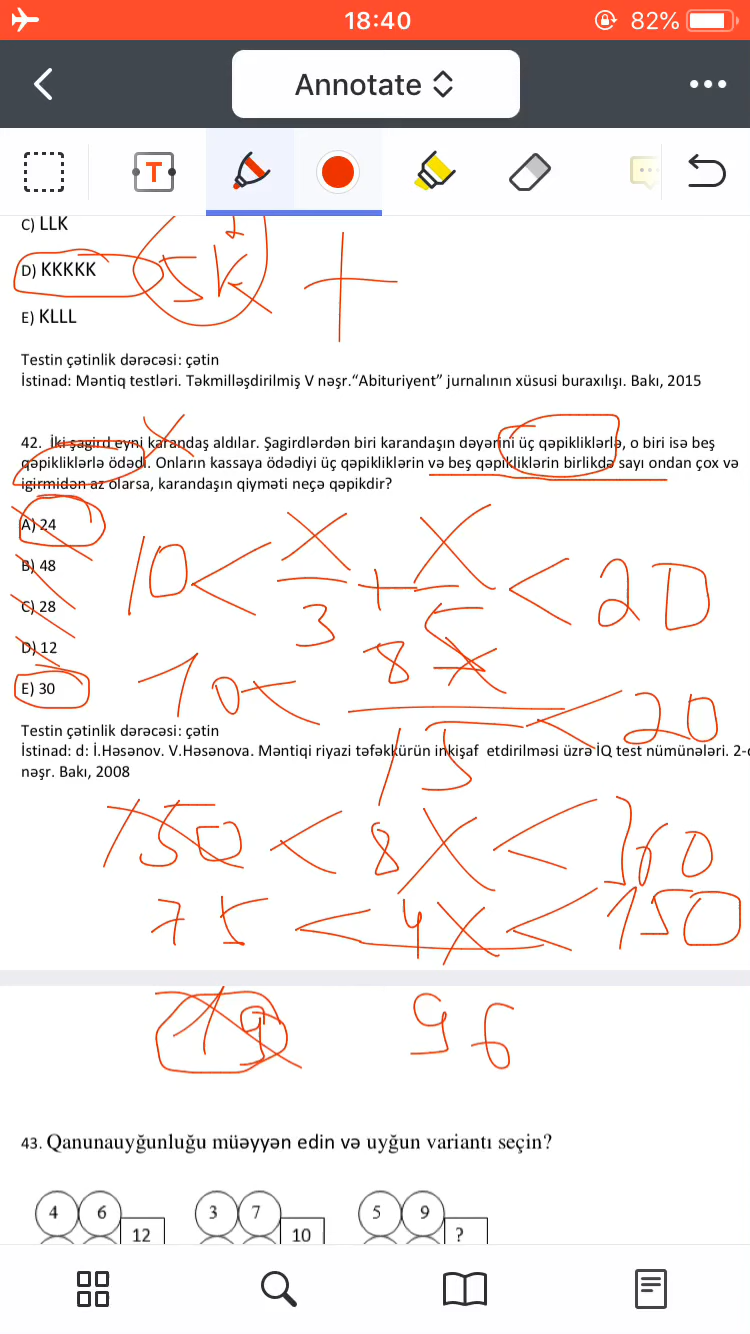 18:40
82%
Annotate
T
C) LLK
D) KKKKK
5k
E) KLLL
Testin çətinlik dərəcəsi: çətin
İstinad: Məntiq testləri. Təkmilləşdirilmiş V nəşr.“Abituriyent” jurnalının xüsusi buraxılışı. Bakı, 2015
x
42. İki şagird eyni karandaş aldılar. Şagirdlərdən biri karandaşın dəyərini üç qəpikliklərlə, o biri isə beş
qəpikliklərlə ödədi. Onların kassaya ödədiyi üç qəpikliklərin və beş qəpikliklərin birlikdə sayı ondan çox və
igirmidən az olarsa, karandaşın qiyməti neçə qəpikdir?
A) 24
B) 48
C) 28
D) 12
E) 30
10 < x/3 + x/5 < 20
10 < 8x/15 < 20
Testin çətinlik dərəcəsi: çətin
İstinad: d: İ.Həsənov. V.Həsənova. Məntiqi riyazi təfəkkürün inkişaf etdirilməsi üzrə İQ test nümunələri. 2-c
nəşr. Bakı, 2008
150 < 8x < 300
75 < 4x < 150
19 96
43. Qanunauyğunluğu müəyyən edin və uyğun variantı seçin?
4 6 12 3 7 10 5 9 ?